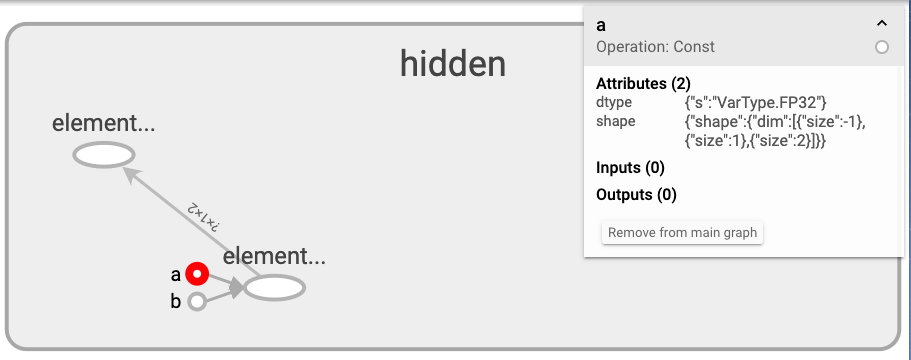 hidden
element...
?×1×2
element...
a
b
a
Operation: Const
Attributes (2)
dtype {"s":"VarType.FP32"}
shape {"shape":{"dim":[{"size":-1},
{"size":1},{"size":2}]}}
Inputs (0)
Outputs (0)
Remove from main graph